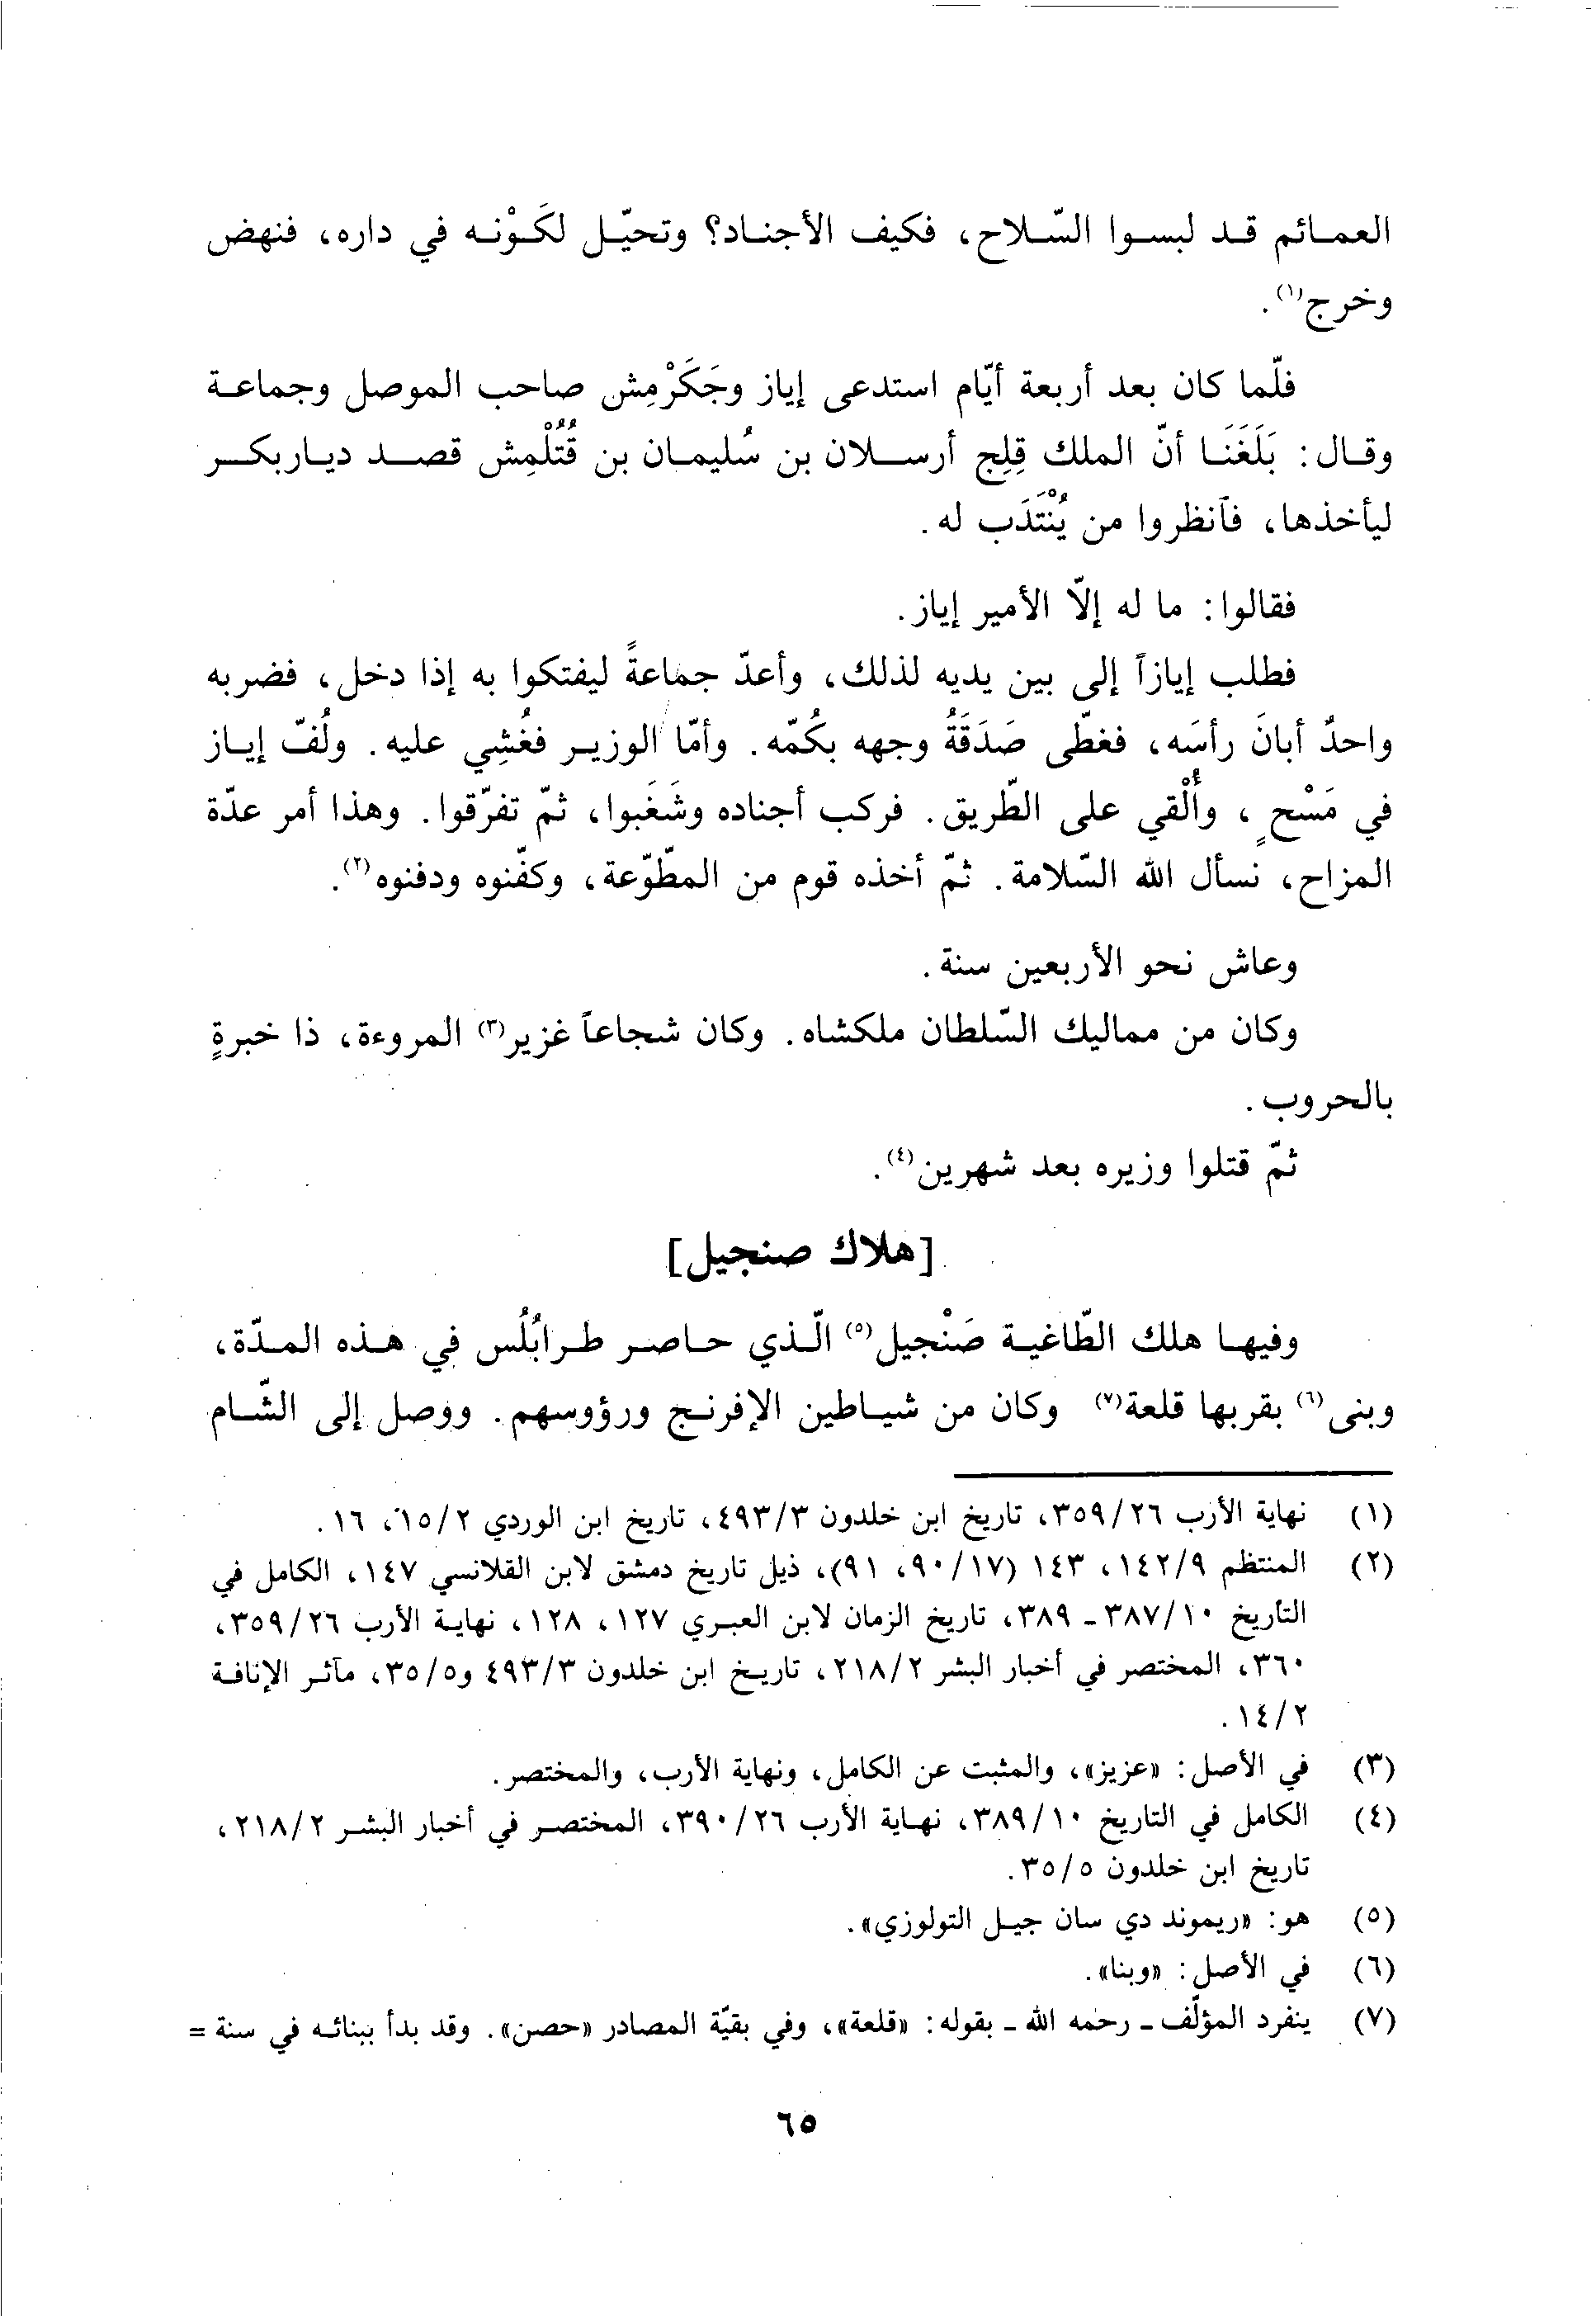 العمائم قد لبسوا السّلاح، فكيف الأجناد؟ وتحيّل لكَوْنه في داره، فنهض
وخرج(١).
فلّما كان بعد أربعة أيّام استدعى إياز وجَكَرْمِش صاحب الموصل وجماعة
وقال: بَلَغَنَا أنّ الملك قِلِج أرسلان بن سُليمان بن قُتُلْمِش قصد ديار بكر
ليأخذها، فآنظروا من يُنْتَدَب له.
فقالوا: ما له إلاّ الأمير إياز.
فطلب إيازاً إلى بين يديه لذلك، وأعدّ جماعةً ليفتكوا به إذا دخل، فضربه
واحدٌ أبانَ رأسَه، فغطّى صَدَقَةُ وجهه بكُمّه. وأمّا الوزير فغُشِي عليه. ولُفّ إياز
في مَسْحٍ، وأُلْقي على الطّريق. فركب أجناده وشَغَبوا، ثمّ تفرّقوا. وهذا أمر عدّة
المزاح، نسأل الله السّلامة. ثمّ أخذه قوم من المطّوّعة، وكفّنوه ودفنوه(٢).
وعاش نحو الأربعين سنة.
وكان من مماليك السّلطان ملكشاه. وكان شجاعاً غزير(٣) المروءة، ذا خبرةٍ
بالحروب.
ثمّ قتلوا وزيره بعد شهرين(٤).
[هلاك صنجيل]
وفيها هلك الطّاغية صَنْجيل(٥) الّذي حاصر طرابُلُس في هذه المدّة،
وبنى(٦) بقربها قلعة(٧) وكان من شياطين الإفرنج ورؤوسهم. ووصل إلى الشّام
(١) نهاية الأرب ٣٥٩/٢٦، تاريخ ابن خلدون ٤٩٣/٣، تاريخ ابن الوردي ١٥/٢، ١٦.
(٢) المنتظم ١٤٢/٩، ١٤٣ (٩٠/١٧، ٩١)، ذيل تاريخ دمشق لابن القلانسي ١٤٧، الكامل في
التأريخ ٣٨٧/١٠ - ٣٨٩، تاريخ الزمان لابن العبري ١٢٧، ١٢٨، نهاية الأرب ٣٥٩/٢٦،
٣٦٠، المختصر في أخبار البشر ٢١٨/٢، تاريخ ابن خلدون ٤٩٣/٣ و٣٥/٥، مآثر الإنافة
١٤/٢.
(٣) في الأصل: «عزيز»، والمثبت عن الكامل، ونهاية الأرب، والمختصر.
(٤) الكامل في التاريخ ٣٨٩/١٠، نهاية الأرب ٣٩٠/٢٦، المختصر في أخبار البشر ٢١٨/٢،
تاريخ ابن خلدون ٣٥/٥.
(٥) هو: «ريموند دي سان جيل التولوزي».
(٦) في الأصل: «وبنا».
(٧) ينفرد المؤلّف - رحمه الله - بقوله: «قلعة»، وفي بقيّة المصادر «حصن». وقد بدأ ببنائه في سنة =
٦٥